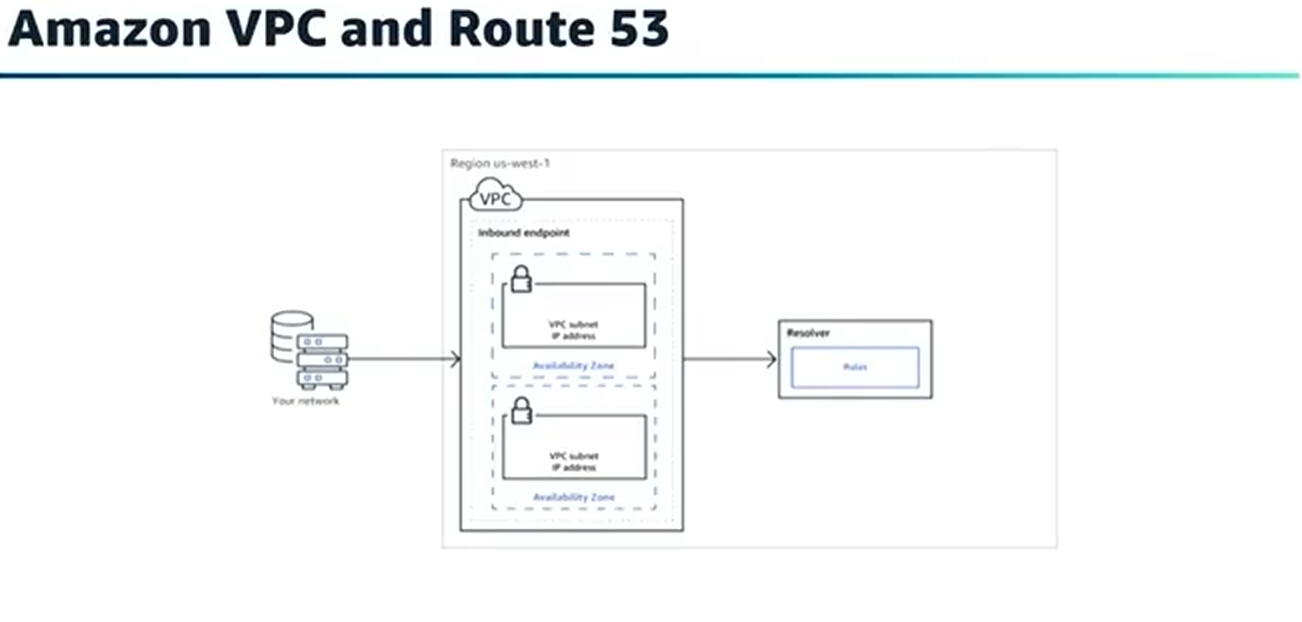 Amazon VPC and Route 53
Region us-west-1
VPC
Inbound endpoint
VPC subnet
IP address
Availability Zone
VPC subnet
IP address
Availability Zone
Your network
Resolver
Rules